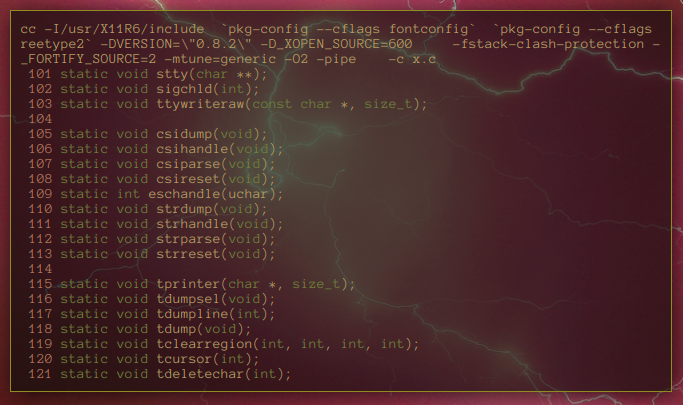 cc -I/usr/X11R6/include  `pkg-config --cflags fontconfig`  `pkg-config --cflags
reetype2` -DVERSION=\"0.8.2\" -D_XOPEN_SOURCE=600     -fstack-clash-protection -
_FORTIFY_SOURCE=2 -mtune=generic -O2 -pipe    -c x.c
101 static void stty(char **);
102 static void sigchld(int);
103 static void ttywriteraw(const char *, size_t);
104
105 static void csidump(void);
106 static void csihandle(void);
107 static void csiparse(void);
108 static void csireset(void);
109 static int eschandle(uchar);
110 static void strdump(void);
111 static void strhandle(void);
112 static void strparse(void);
113 static void strreset(void);
114
115 static void tprinter(char *, size_t);
116 static void tdumpsel(void);
117 static void tdumpline(int);
118 static void tdump(void);
119 static void tclearregion(int, int, int, int);
120 static void tcursor(int);
121 static void tdeletechar(int);